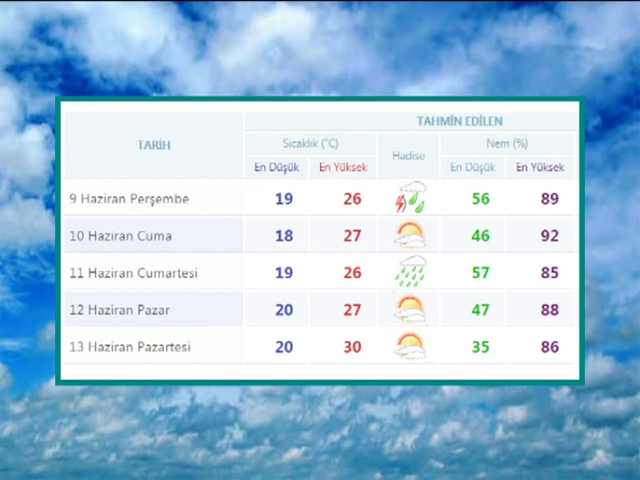 TAHMİN EDİLEN
TARİH Sıcaklık (°C) Hadise Nem (%)
En Düşük En Yüksek En Düşük En Yüksek
9 Haziran Perşembe 19 26 56 89
10 Haziran Cuma 18 27 46 92
11 Haziran Cumartesi 19 26 57 85
12 Haziran Pazar 20 27 47 88
13 Haziran Pazartesi 20 30 35 86